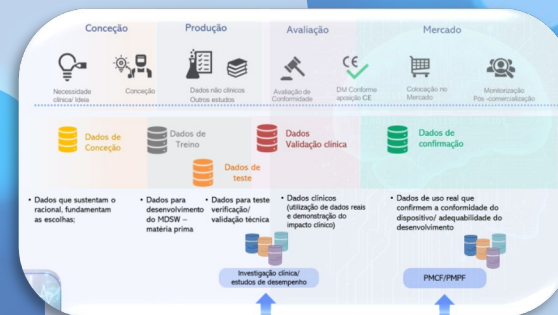 Conceção
Produção
Avaliação
Mercado
Necessidade
clínica/ Ideia
Conceção
Dados não clínicos
Outros estudos
Avaliação de
Conformidade
DM Conforme
aposição CE
Colocação no
Mercado
Monitorização
Pós -comercialização
Dados de
Conceção
Dados de
Treino
Dados de
teste
Dados
Validação clínica
Dados de
confirmação
• Dados que sustentam o
racional, fundamentam
as escolhas;
• Dados para
desenvolvimento
do MDSW –
matéria prima
• Dados para teste
verificação/
validação técnica
• Dados clínicos
(utilização de dados reais
e demonstração do
impacto clínico)
• Dados de uso real que
confirmem a conformidade do
dispositivo/ adequabilidade do
desenvolvimento
Investigação clínica/
estudos de desempenho
PMCF/PMPF